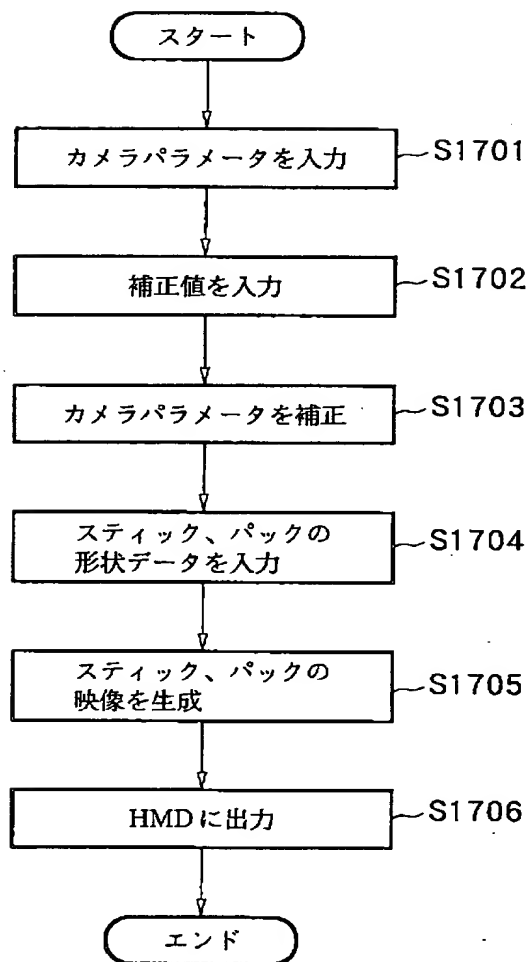 スタート
カメラパラメータを入力
S1701
補正値を入力
S1702
カメラパラメータを補正
S1703
スティック、パックの
形状データを入力
S1704
スティック、パックの
映像を生成
S1705
HMDに出力
S1706
エンド